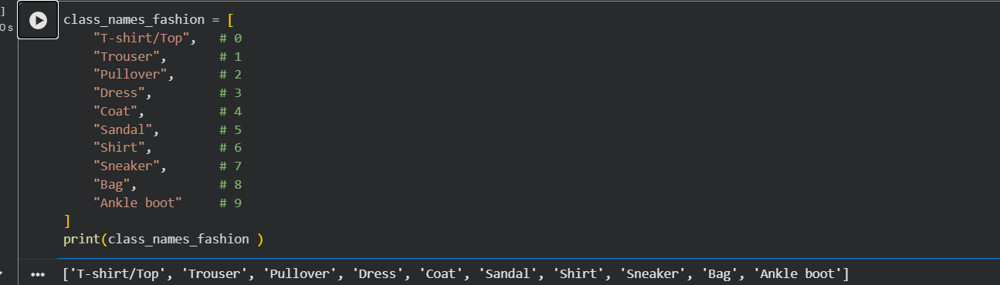 ]
0s
class_names_fashion = [
    "T-shirt/Top",   # 0
    "Trouser",       # 1
    "Pullover",      # 2
    "Dress",         # 3
    "Coat",          # 4
    "Sandal",        # 5
    "Shirt",         # 6
    "Sneaker",       # 7
    "Bag",           # 8
    "Ankle boot"     # 9
]
print(class_names_fashion )
['T-shirt/Top', 'Trouser', 'Pullover', 'Dress', 'Coat', 'Sandal', 'Shirt', 'Sneaker', 'Bag', 'Ankle boot']